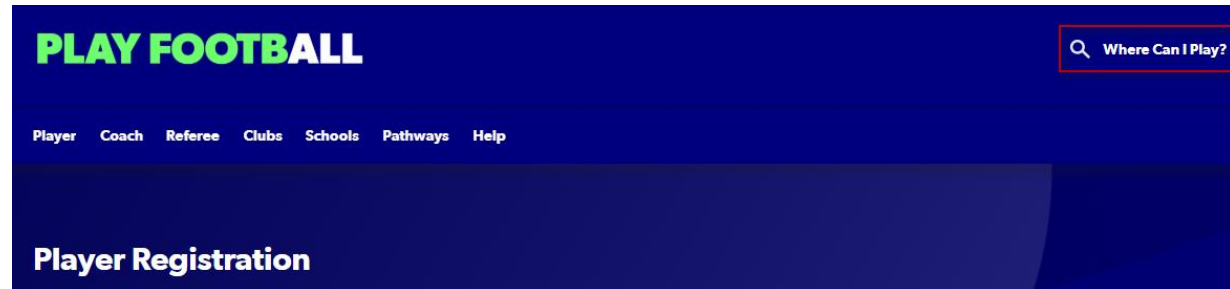 PLAY FOOTBALL
Where Can I Play?
Player Coach Referee Clubs Schools Pathways Help
Player Registration